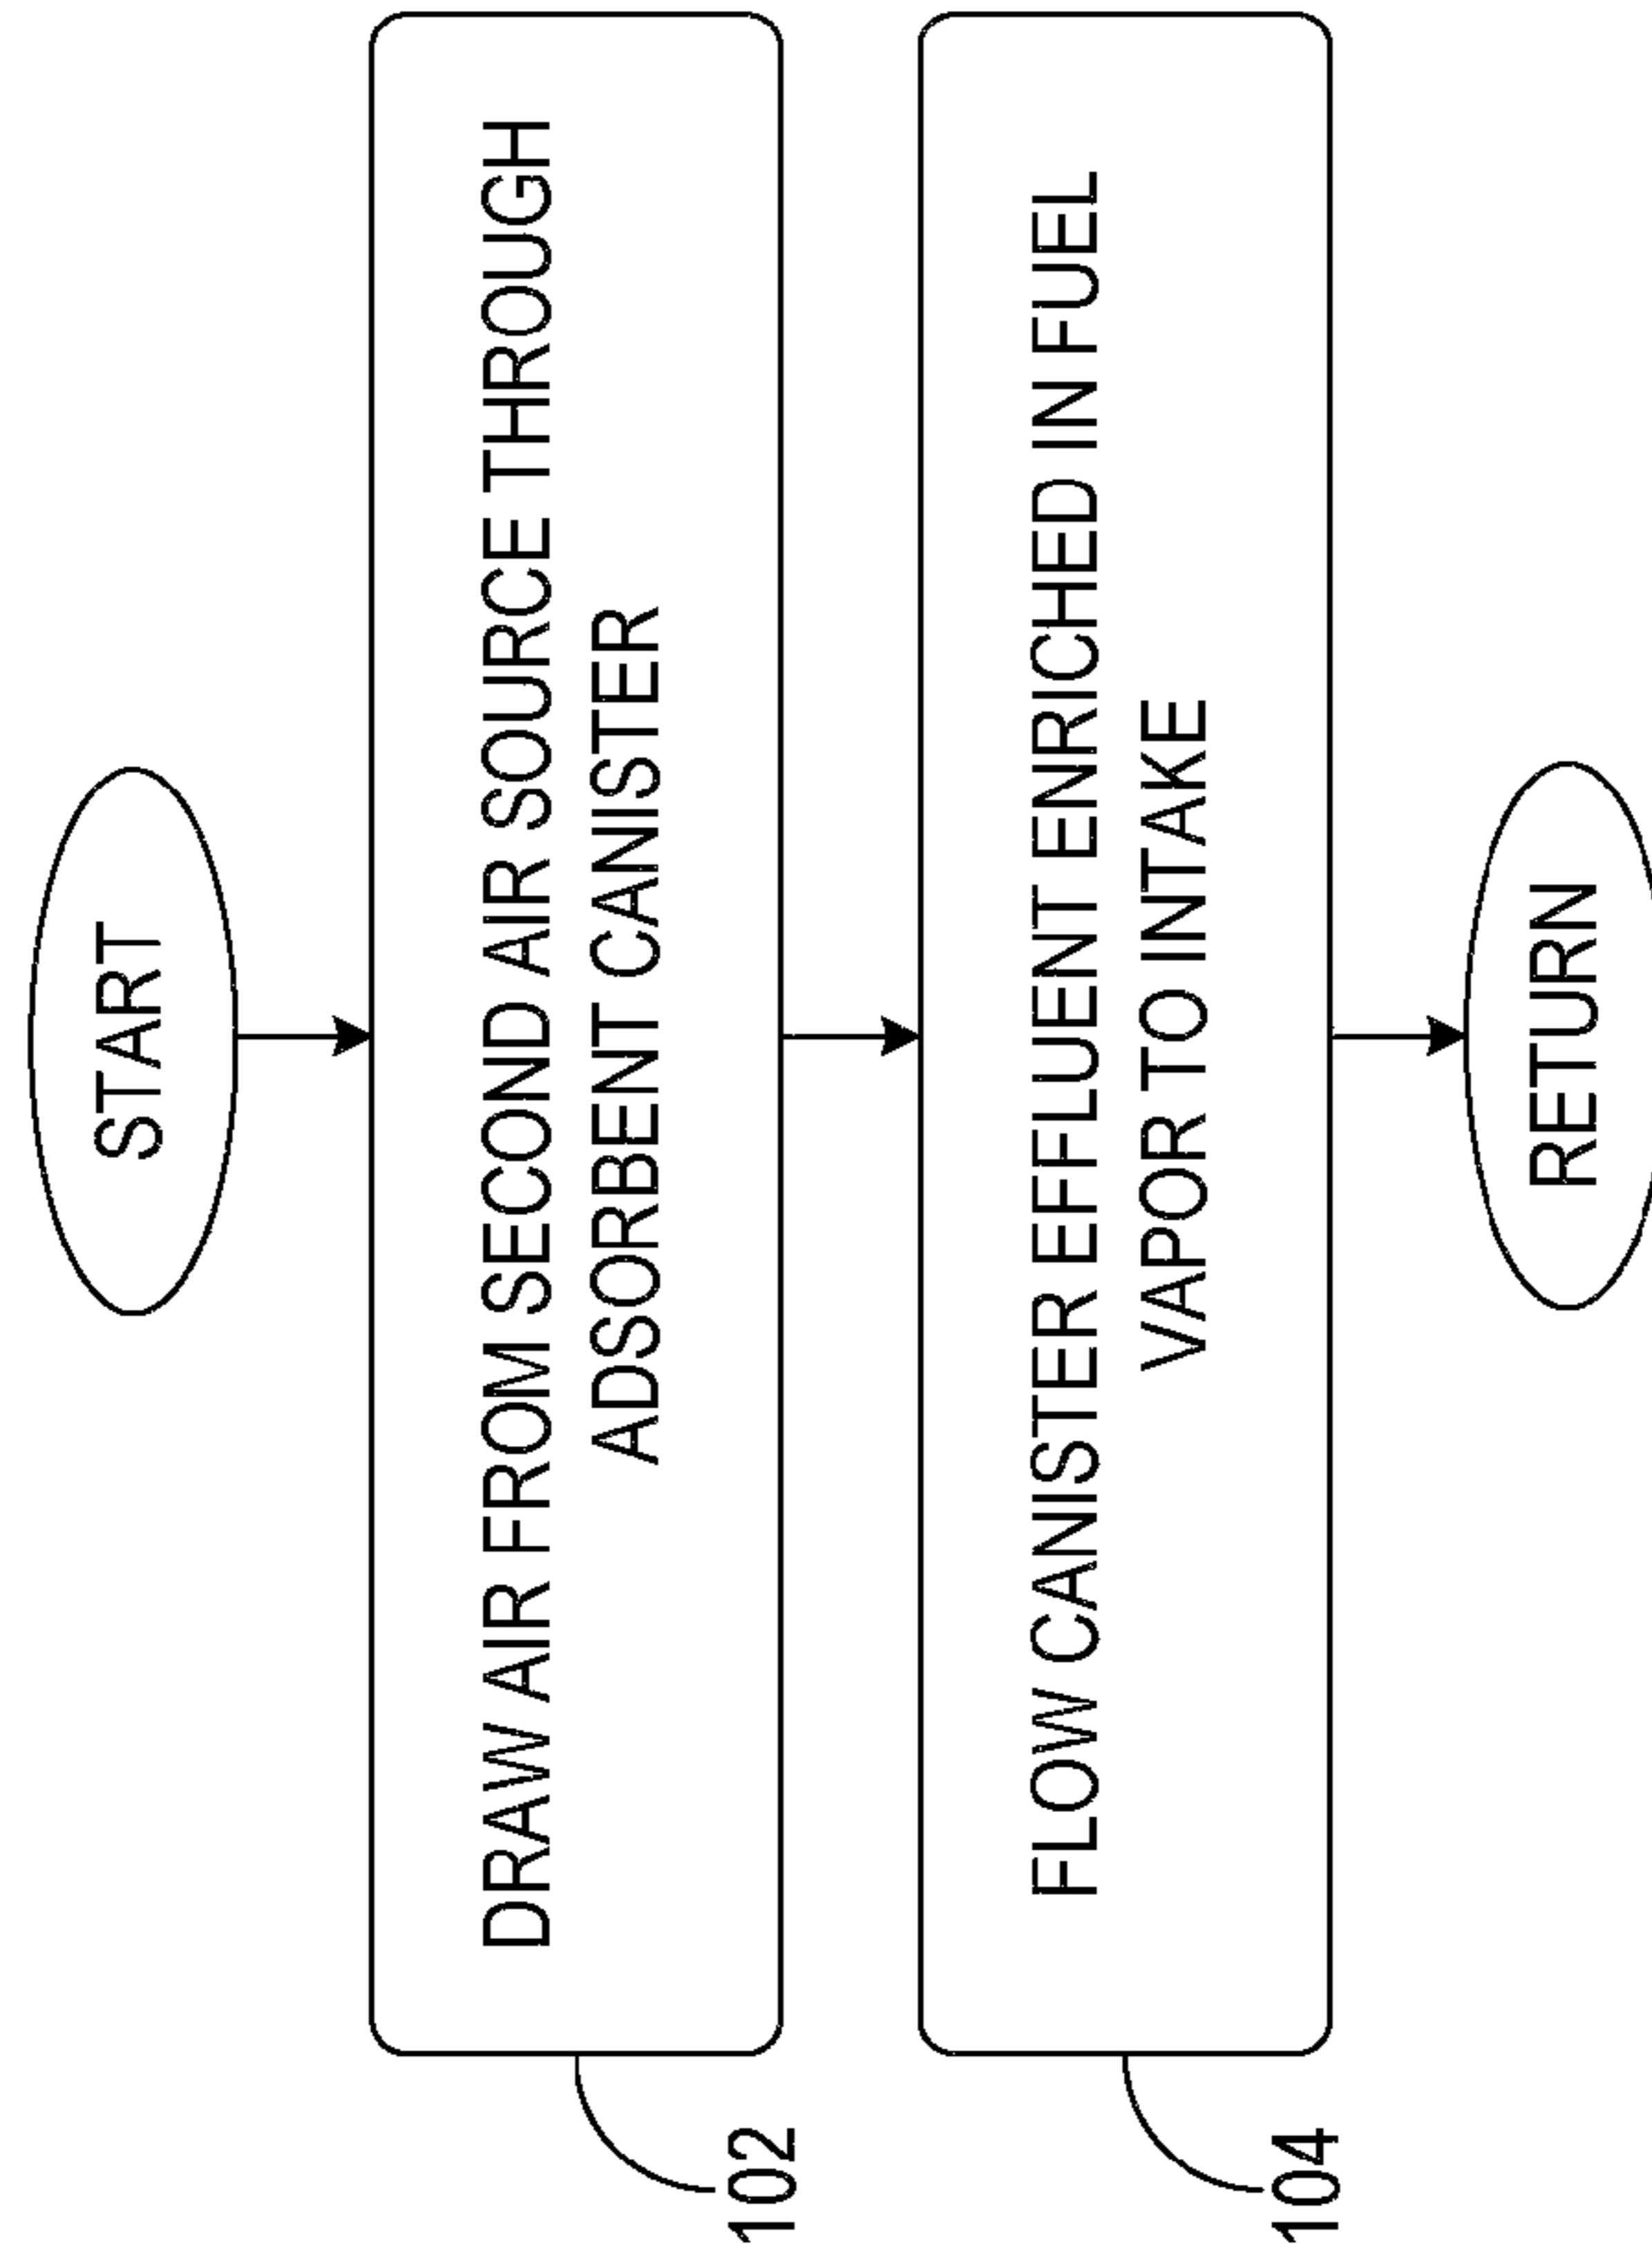 START
DRAW AIR FROM SECOND AIR SOURCE THROUGH
ADSORBENT CANISTER
102
FLOW CANISTER EFFLUENT ENRICHED IN FUEL
VAPOR TO INTAKE
104
RETURN